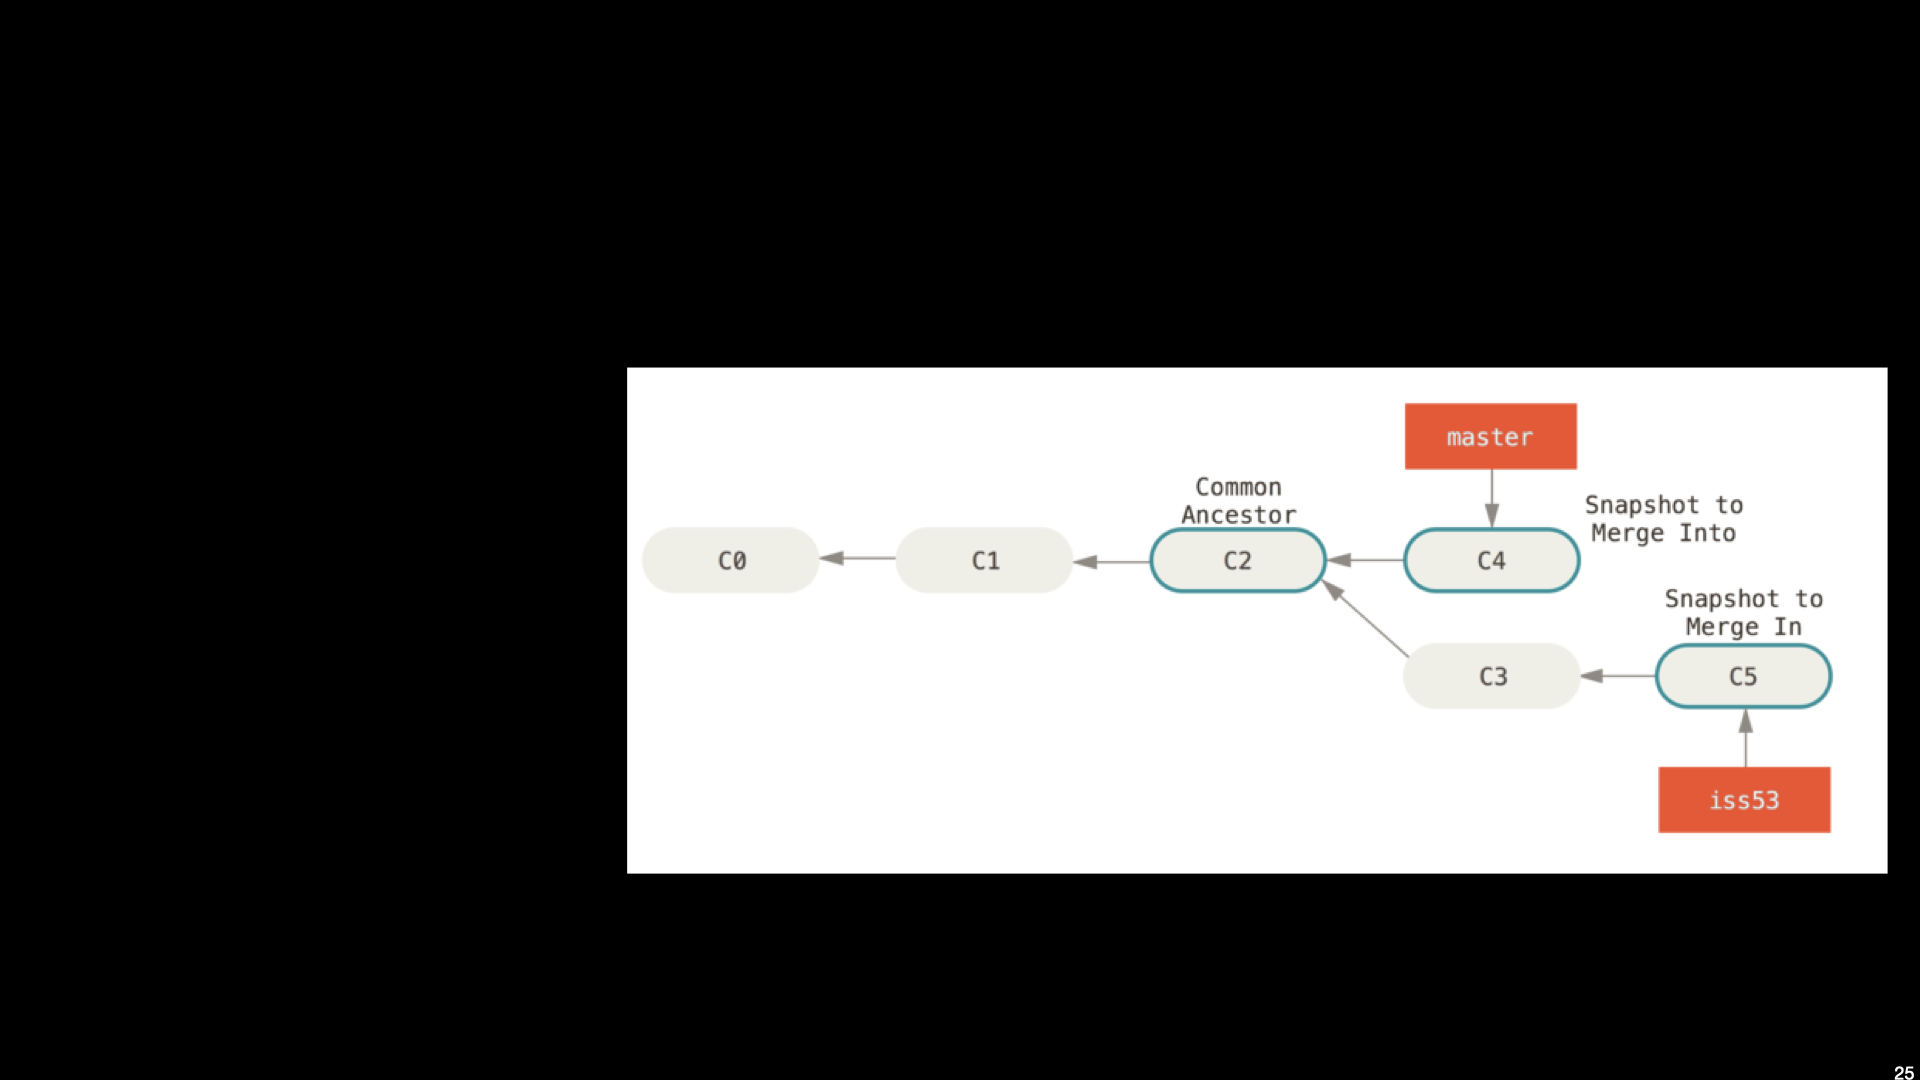 master
Common
Ancestor
Snapshot to
Merge Into
C0
C1
C2
C4
Snapshot to
Merge In
C3
C5
iss53
25